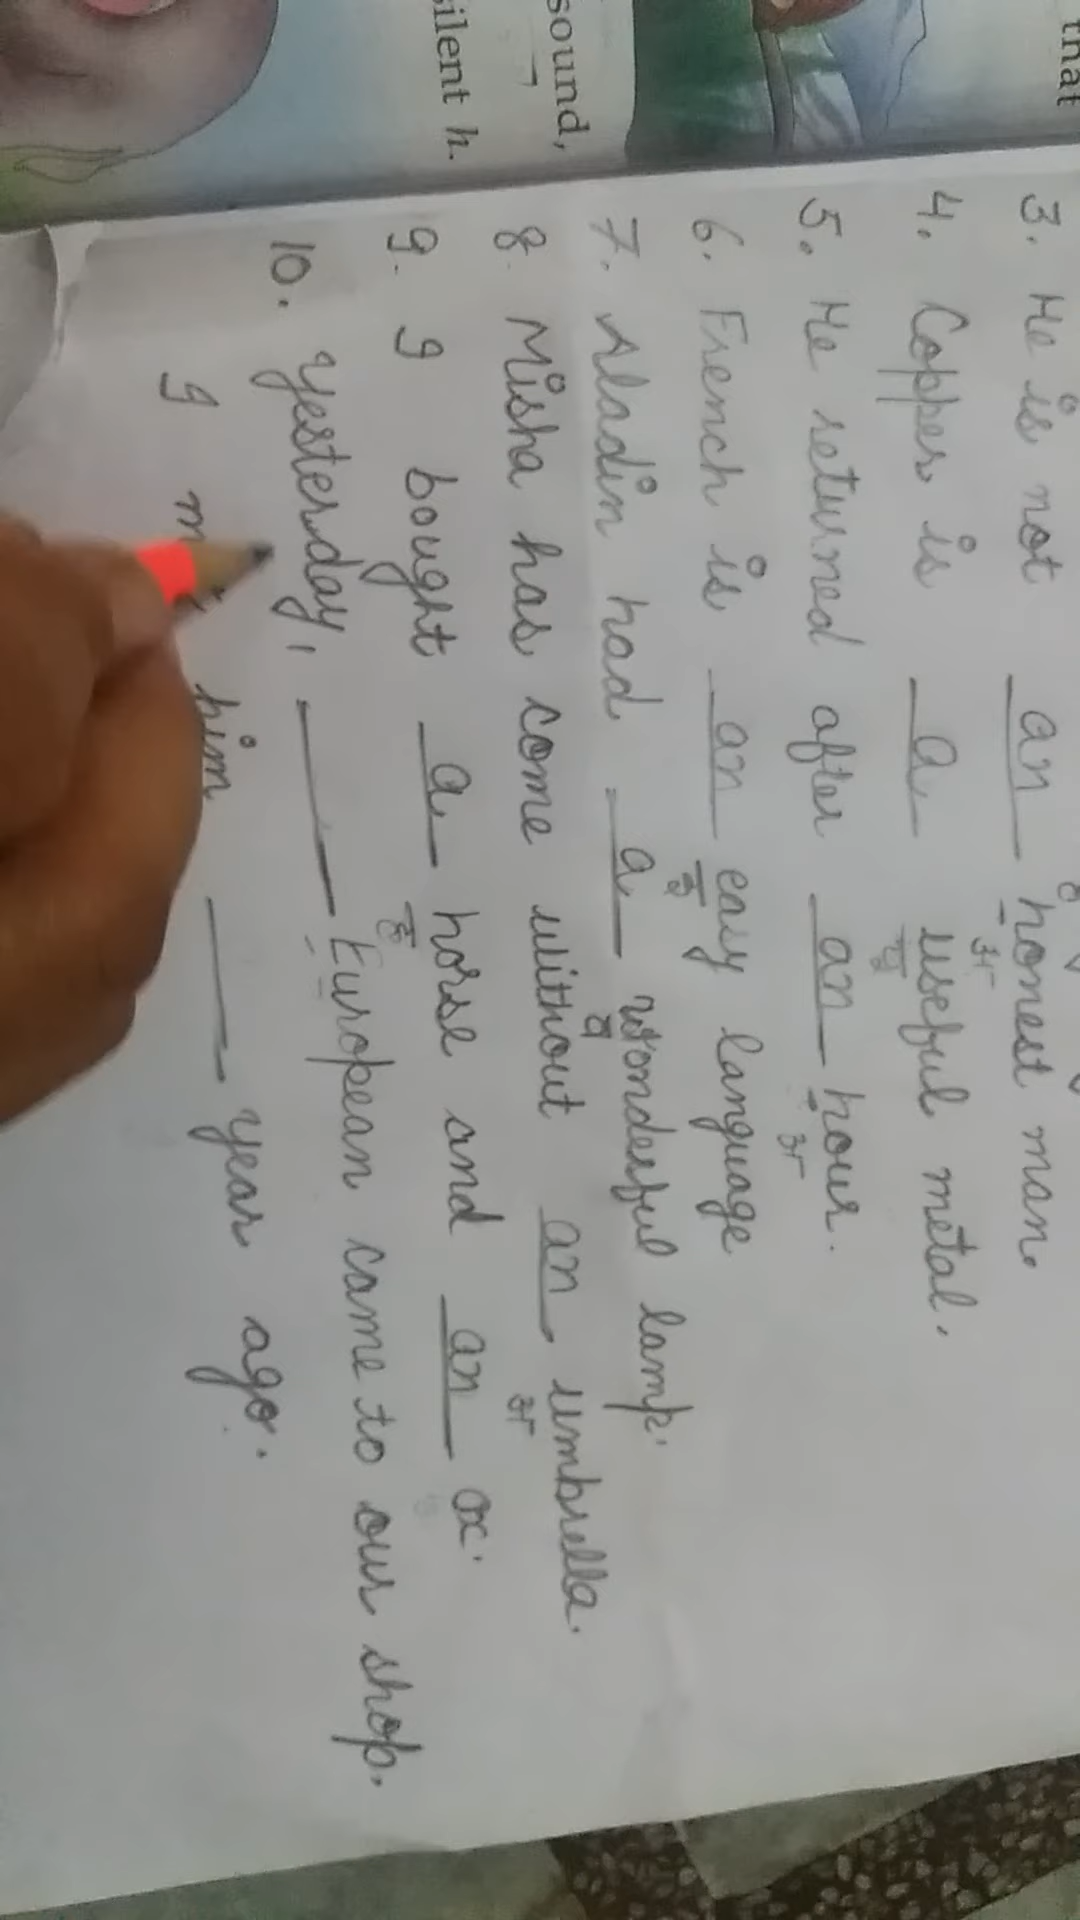 that
sound,
silent h.
3. He is not an honest man.
अ
4. Copper is a useful metal.
य
5. He returned after an hour.
अ
6. French is an easy language
7. Aladin had a wonderful lamp.
व
8. Misha has come without an umbrella.
अ
9. I bought a horse and an ox.
ह
10. Yesterday, ___ European came to our shop.
I him ___ year ago.